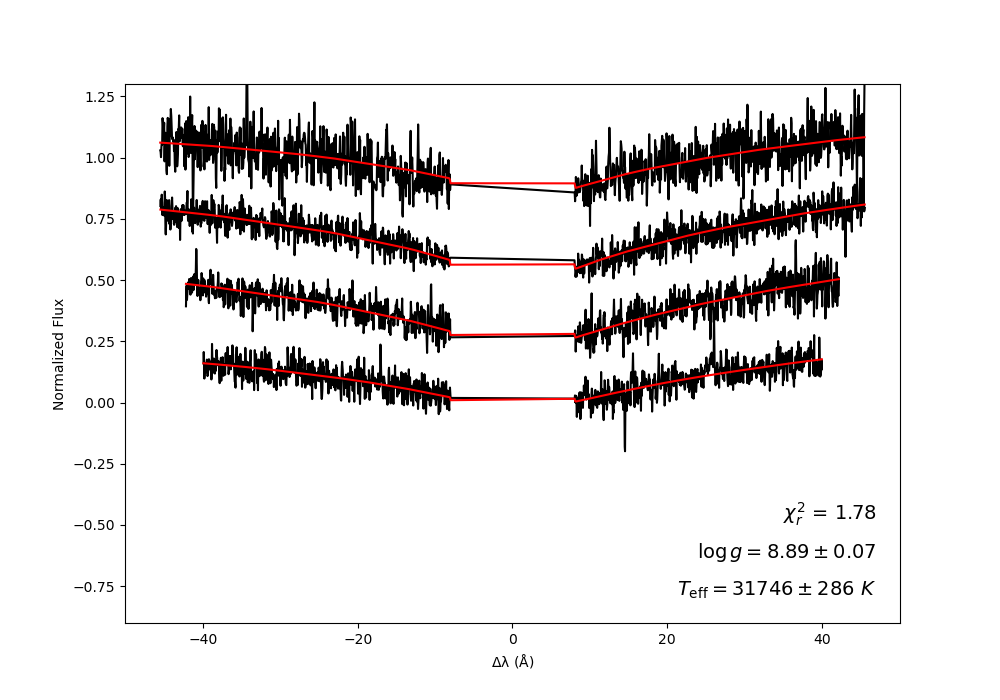 1.25
1.00
0.75
0.50
0.25
0.00
−0.25
−0.50
−0.75
Normalized Flux
χ²ᵣ = 1.78
log g = 8.89 ± 0.07
T_eff = 31746 ± 286 K
−40 −20 0 20 40
Δλ (Å)